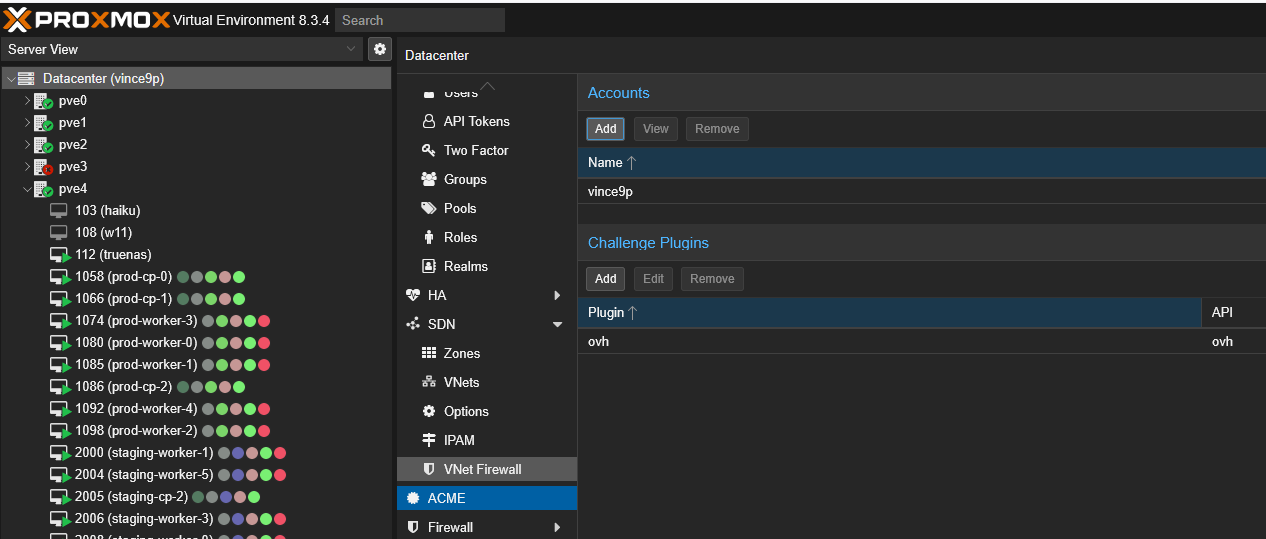 PROXMOX Virtual Environment 8.3.4 Search
Server View
Datacenter (vince9p)
pve0
pve1
pve2
pve3
pve4
103 (haiku)
108 (w11)
112 (truenas)
1058 (prod-cp-0)
1066 (prod-cp-1)
1074 (prod-worker-3)
1080 (prod-worker-0)
1085 (prod-worker-1)
1086 (prod-cp-2)
1092 (prod-worker-4)
1098 (prod-worker-2)
2000 (staging-worker-1)
2004 (staging-worker-5)
2005 (staging-cp-2)
2006 (staging-worker-3)
Datacenter
Users
API Tokens
Two Factor
Groups
Pools
Roles
Realms
HA
SDN
Zones
VNets
Options
IPAM
VNet Firewall
ACME
Firewall
Accounts
Add View Remove
Name
vince9p
Challenge Plugins
Add Edit Remove
Plugin API
ovh ovh